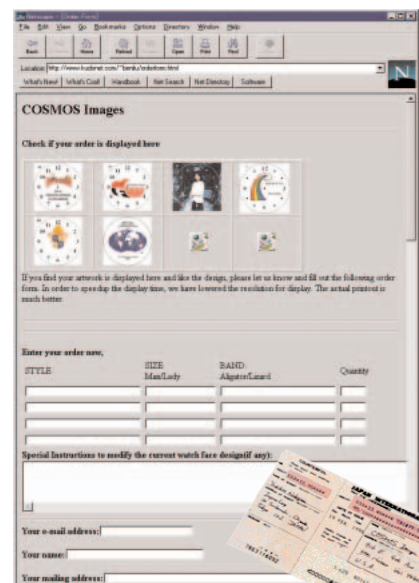 Netscape - [Order Form]
File Edit View Go Bookmarks Options Directory Window Help
Back Home Reload Open Print Find
Location:
What's New! What's Cool! Handbook Net Search Net Directory Software
N
COSMOS Images
Check if your order is displayed here
If you find your artwork is displayed here and like the design, please let us know and fill out the following order
form. In order to speedup the display time, we have lowered the resolution for display. The actual printout is
much better.
Enter your order now,
STYLE SIZE BAND Quantity
Man/Lady Aligator/Lizard
Special Instructions to modify the current watch face design(if any):
Your e-mail address:
Your name:
Your mailing address:
JAPAN INTERNATIONAL
COSMOS
U.S.A.